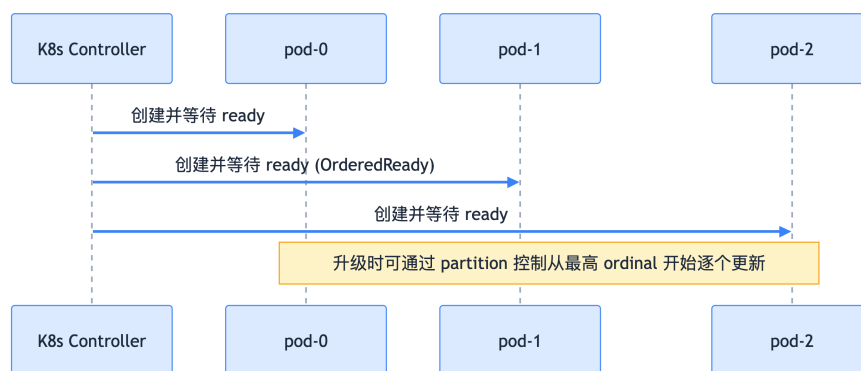 K8s Controller
pod-0
pod-1
pod-2
创建并等待 ready
创建并等待 ready (OrderedReady)
创建并等待 ready
升级时可通过 partition 控制从最高 ordinal 开始逐个更新
K8s Controller
pod-0
pod-1
pod-2